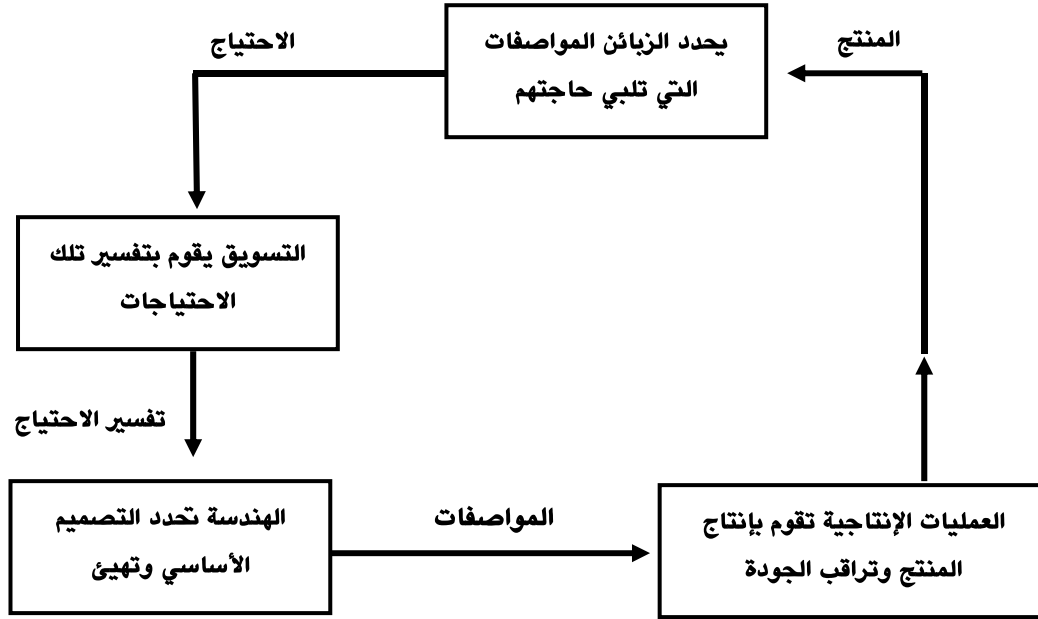 يحدد الزبائن المواصفات
التي تلبي حاجتهم
الاحتياج
التسويق يقوم بتفسير تلك
الاحتياجات
تفسير الاحتياج
الهندسة تحدد التصميم
الأساسي وتهيئ
المواصفات
العمليات الإنتاجية تقوم بإنتاج
المنتج وتراقب الجودة
المنتج